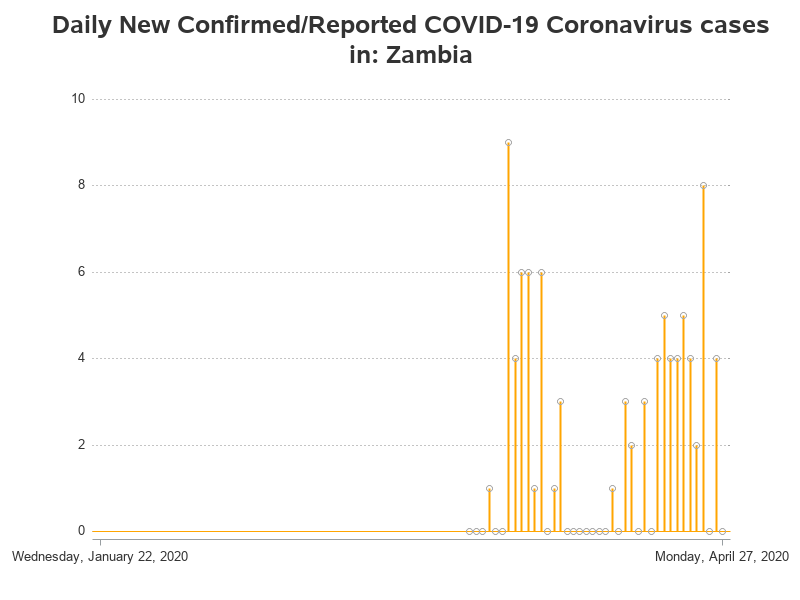 Daily New Confirmed/Reported COVID-19 Coronavirus cases
in: Zambia
10
8
6
4
2
0
Wednesday, January 22, 2020
Monday, April 27, 2020